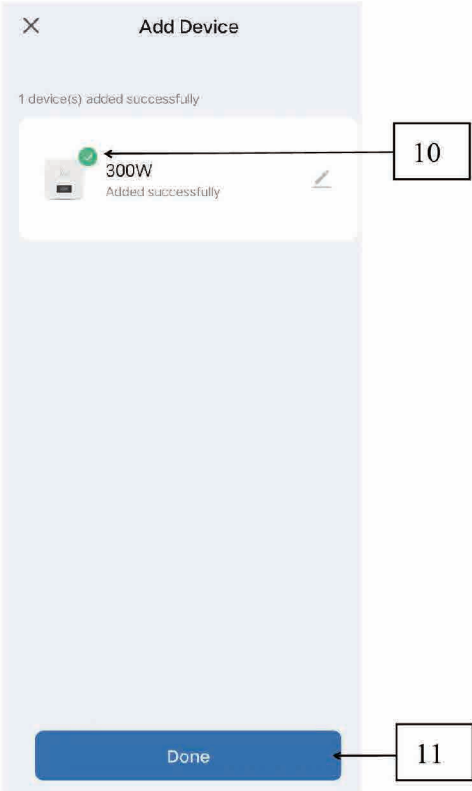 Add Device
1 device(s) added successfully
10
300W
Added successfully
Done
11